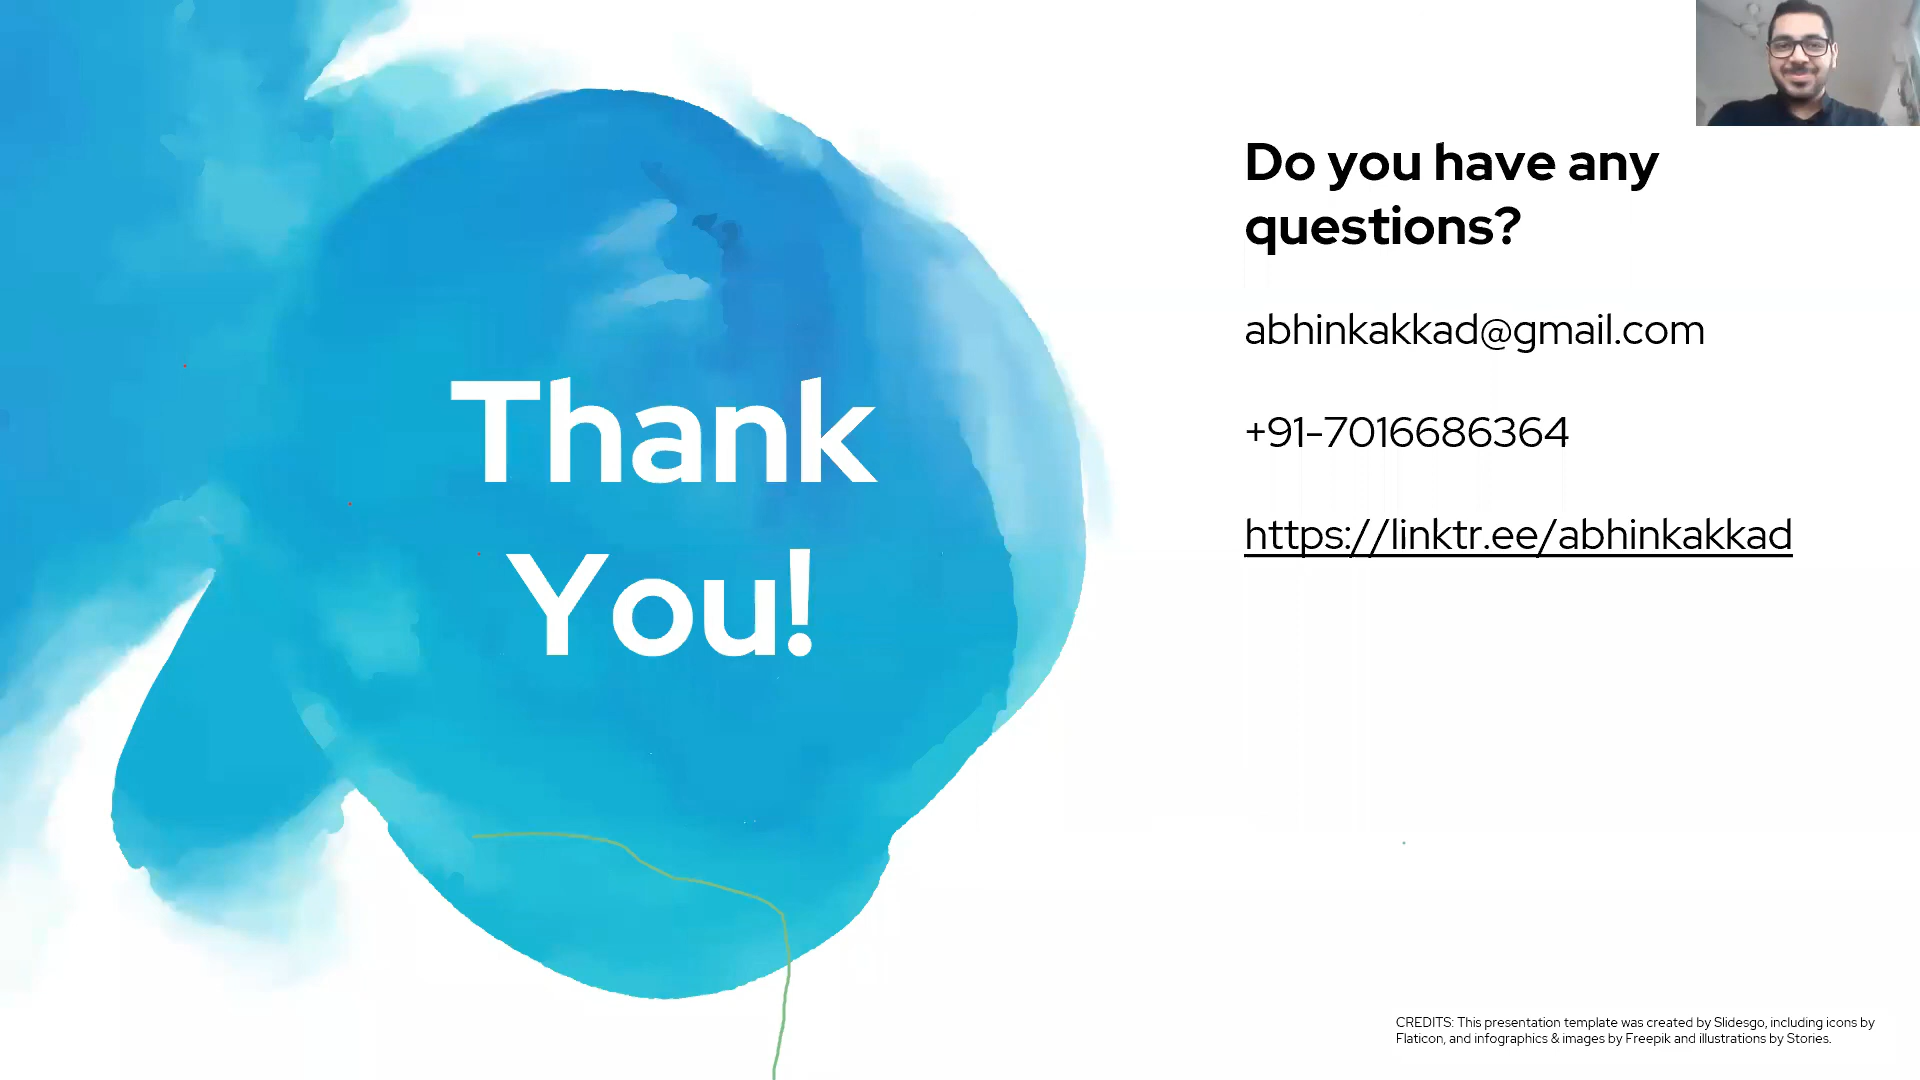 Thank
You!
Do you have any
questions?
abhinkakkad@gmail.com
+91-7016686364
https://linktr.ee/abhinkakkad
CREDITS: This presentation template was created by Slidesgo, including icons by
Flaticon, and infographics & images by Freepik and illustrations by Stories.